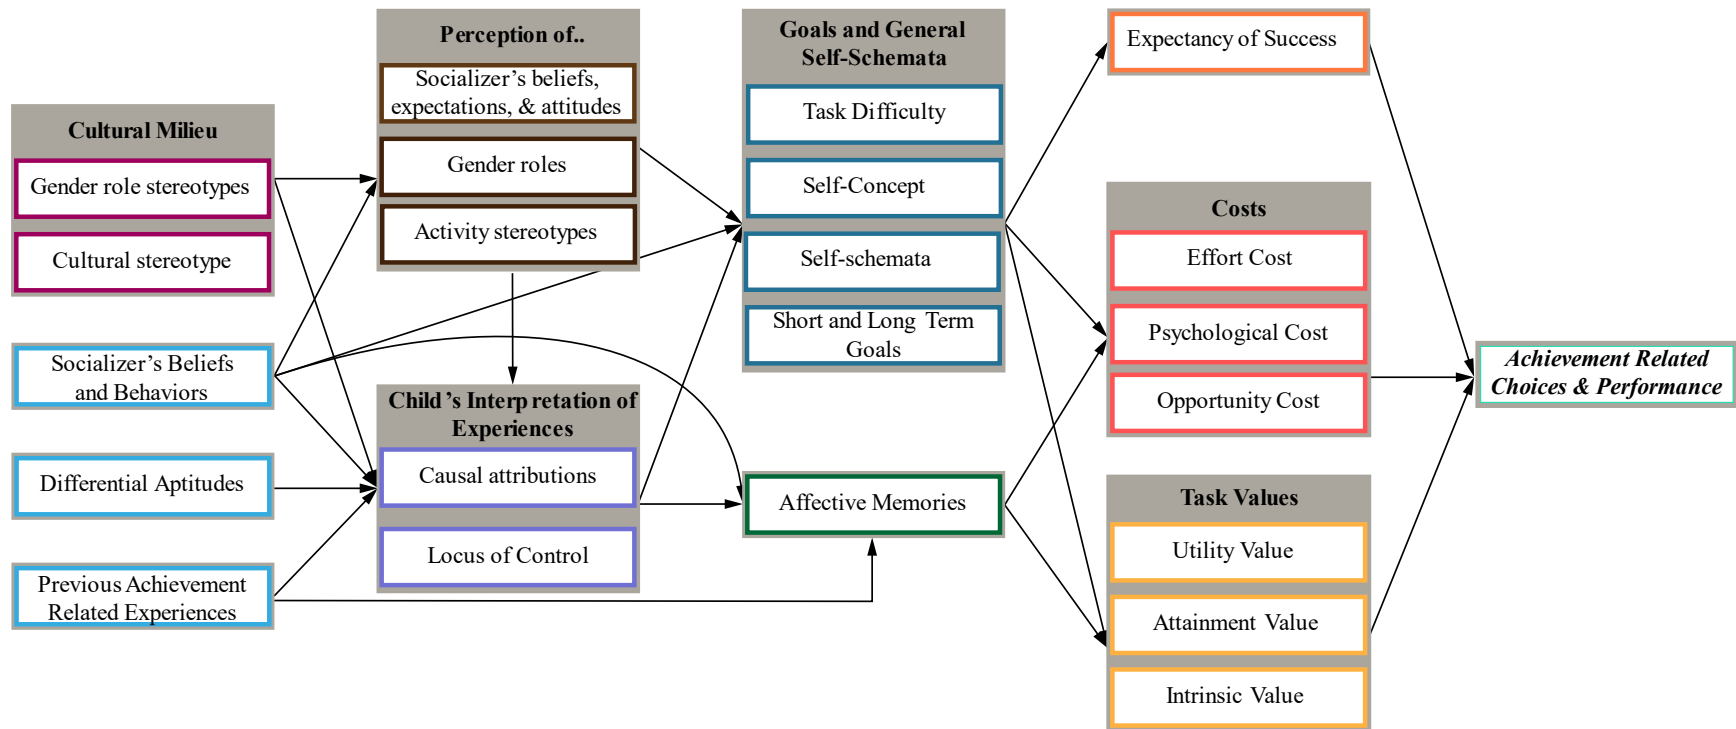 Cultural Milieu
Gender role stereotypes
Cultural stereotype
Socializer's Beliefs
and Behaviors
Differential Aptitudes
Previous Achievement
Related Experiences
Perception of..
Socializer's beliefs,
expectations, & attitudes
Gender roles
Activity stereotypes
Child's Interpretation of
Experiences
Causal attributions
Locus of Control
Goals and General
Self-Schemata
Task Difficulty
Self-Concept
Self-schemata
Short and Long Term
Goals
Affective Memories
Expectancy of Success
Costs
Effort Cost
Psychological Cost
Opportunity Cost
Task Values
Utility Value
Attainment Value
Intrinsic Value
Achievement Related
Choices & Performance